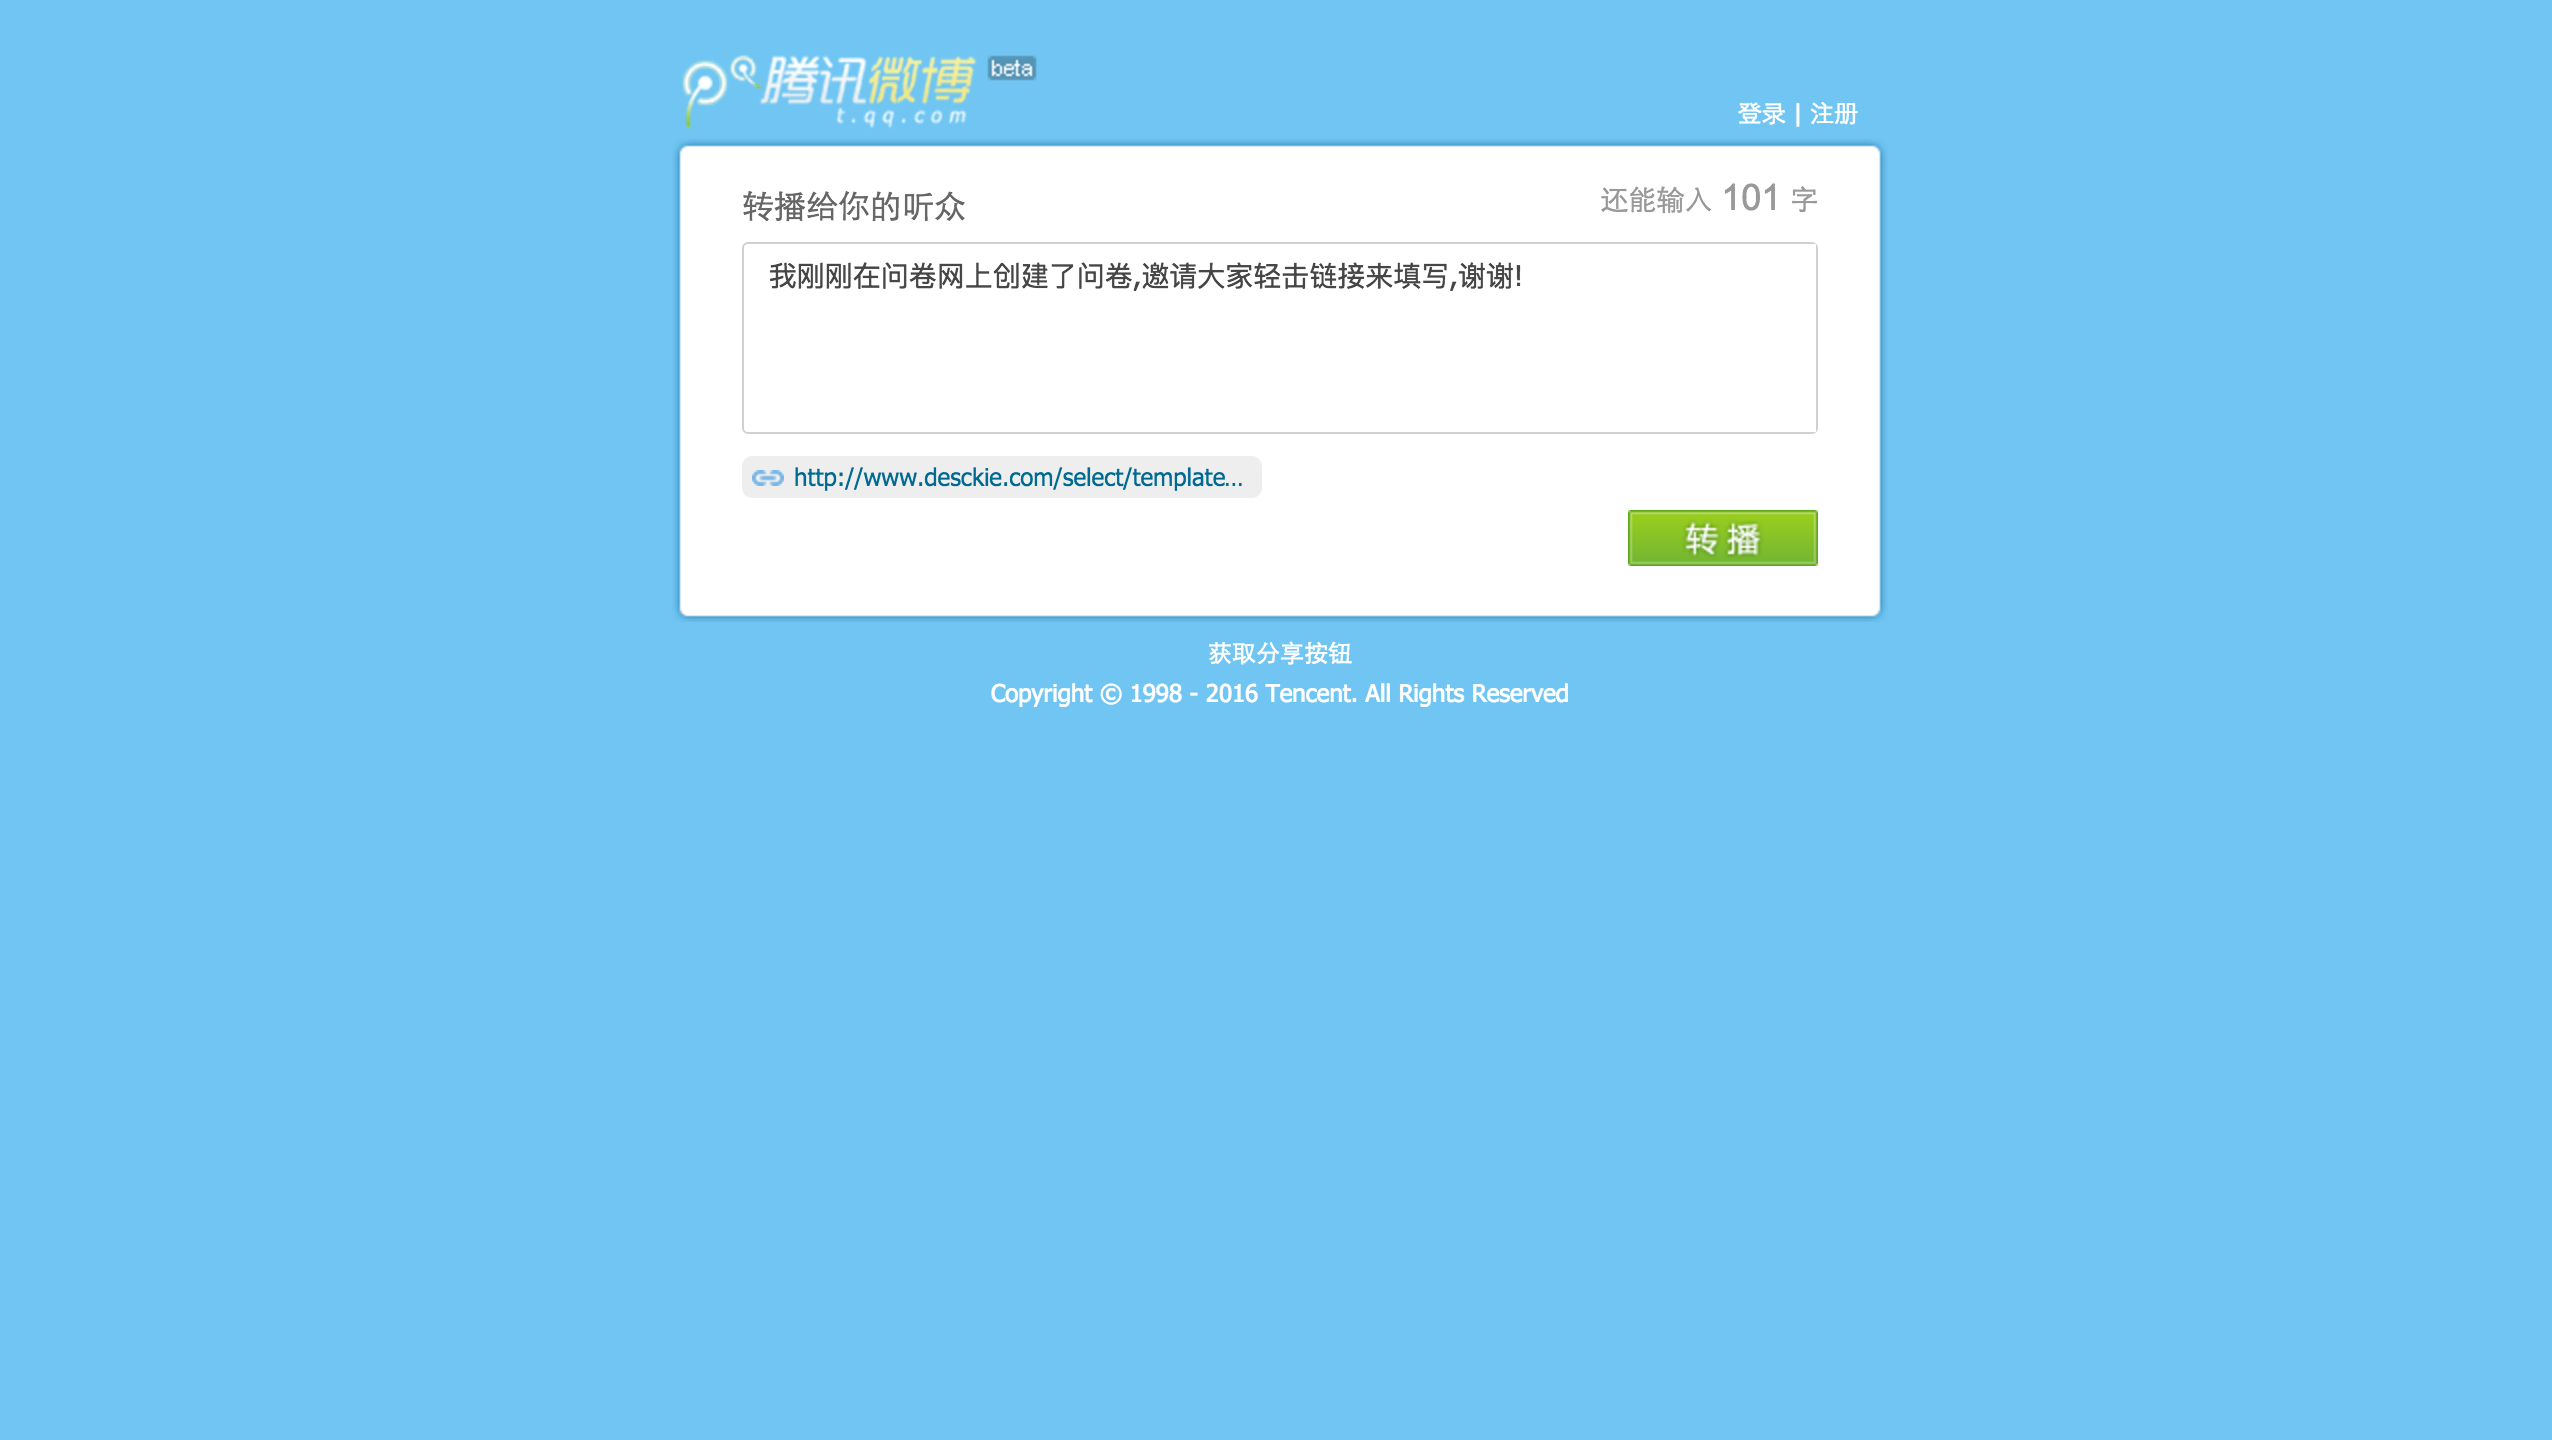 腾讯微博 beta
t.qq.com
登录 | 注册
转播给你的听众
还能输入 101 字
我刚刚在问卷网上创建了问卷,邀请大家轻击链接来填写,谢谢!
http://www.desckie.com/select/template...
转播
获取分享按钮
Copyright © 1998 - 2016 Tencent. All Rights Reserved